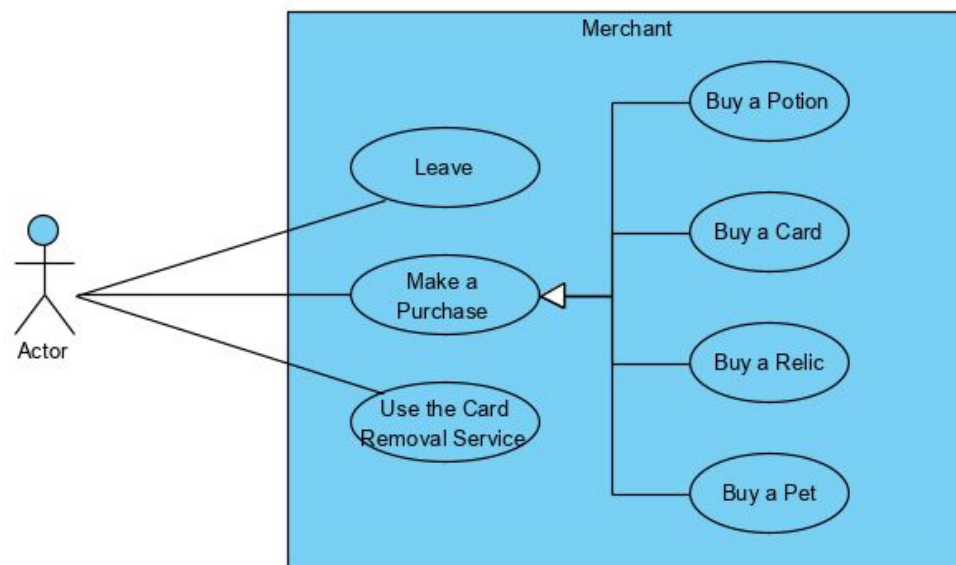 Merchant
Buy a Potion
Leave
Buy a Card
Make a
Purchase
Actor
Buy a Relic
Use the Card
Removal Service
Buy a Pet